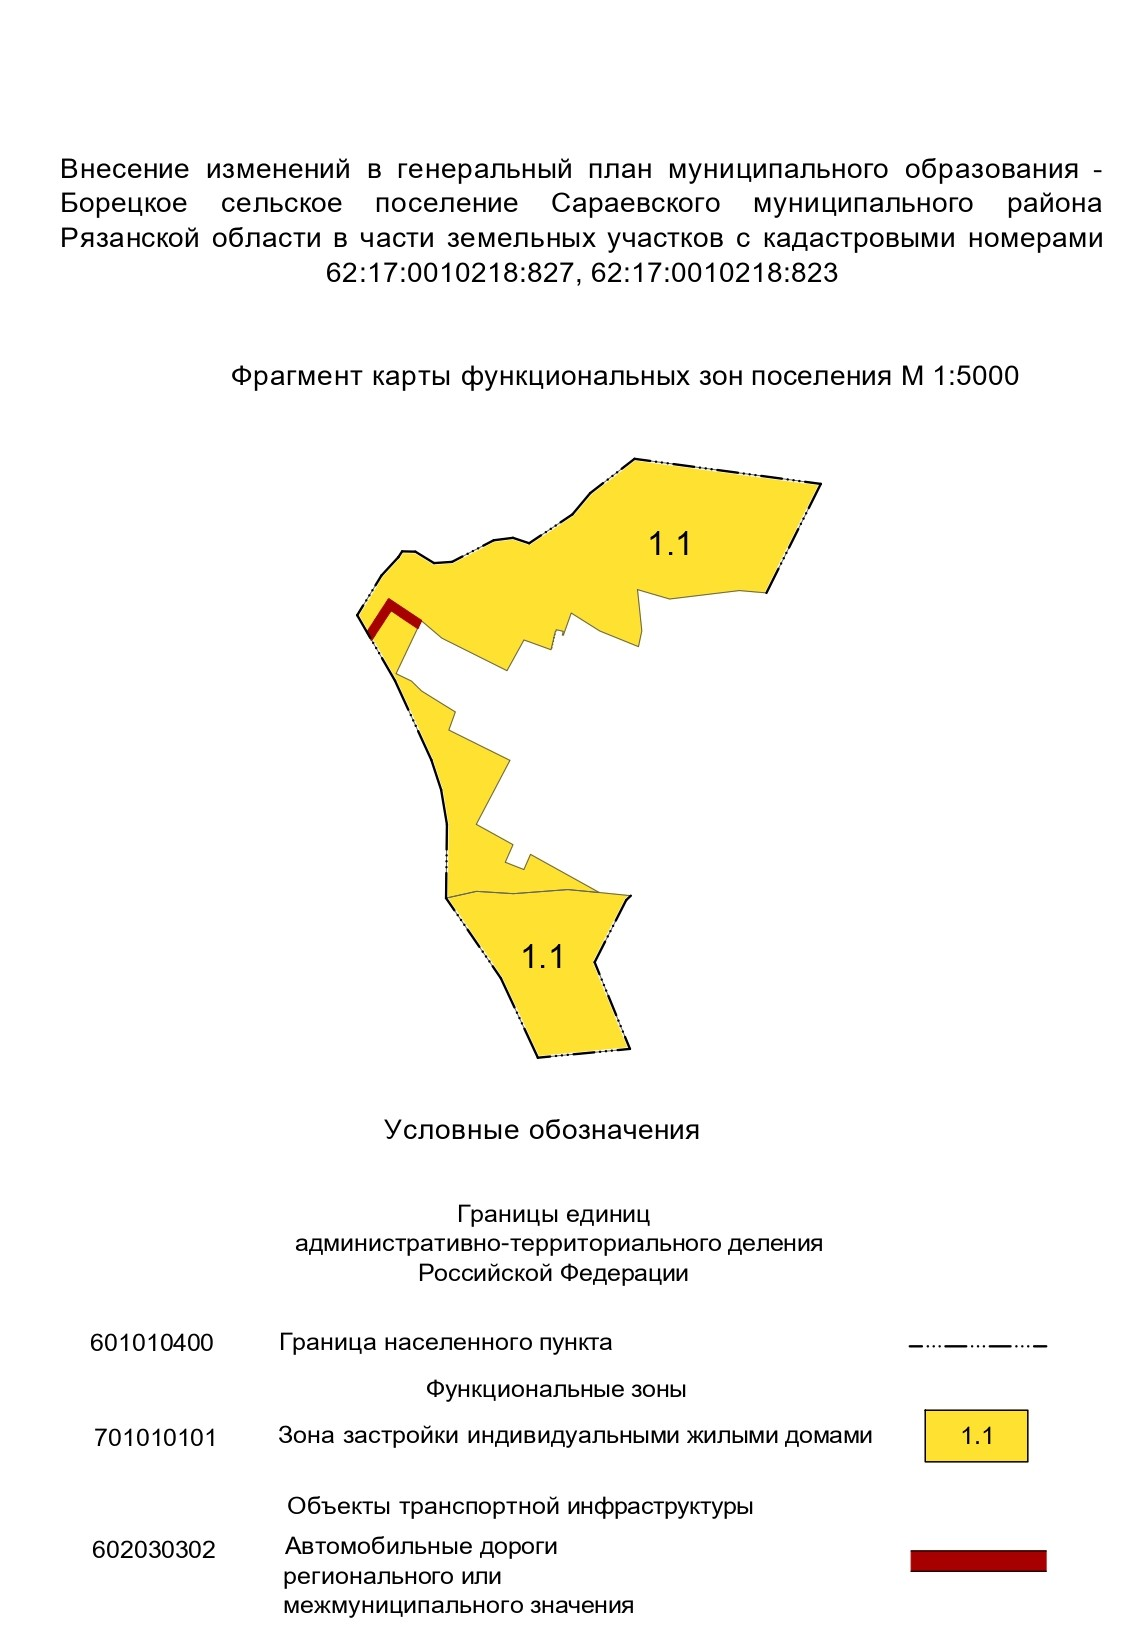 Внесение изменений в генеральный план муниципального образования -
Борецкое сельское поселение Сараевского муниципального района
Рязанской области в части земельных участков с кадастровыми номерами
62:17:0010218:827, 62:17:0010218:823
Фрагмент карты функциональных зон поселения М 1:5000
1.1
1.1
Условные обозначения
Границы единиц
административно-территориального деления
Российской Федерации
601010400 Граница населенного пункта
Функциональные зоны
701010101 Зона застройки индивидуальными жилыми домами 1.1
Объекты транспортной инфраструктуры
602030302 Автомобильные дороги
регионального или
межмуниципального значения